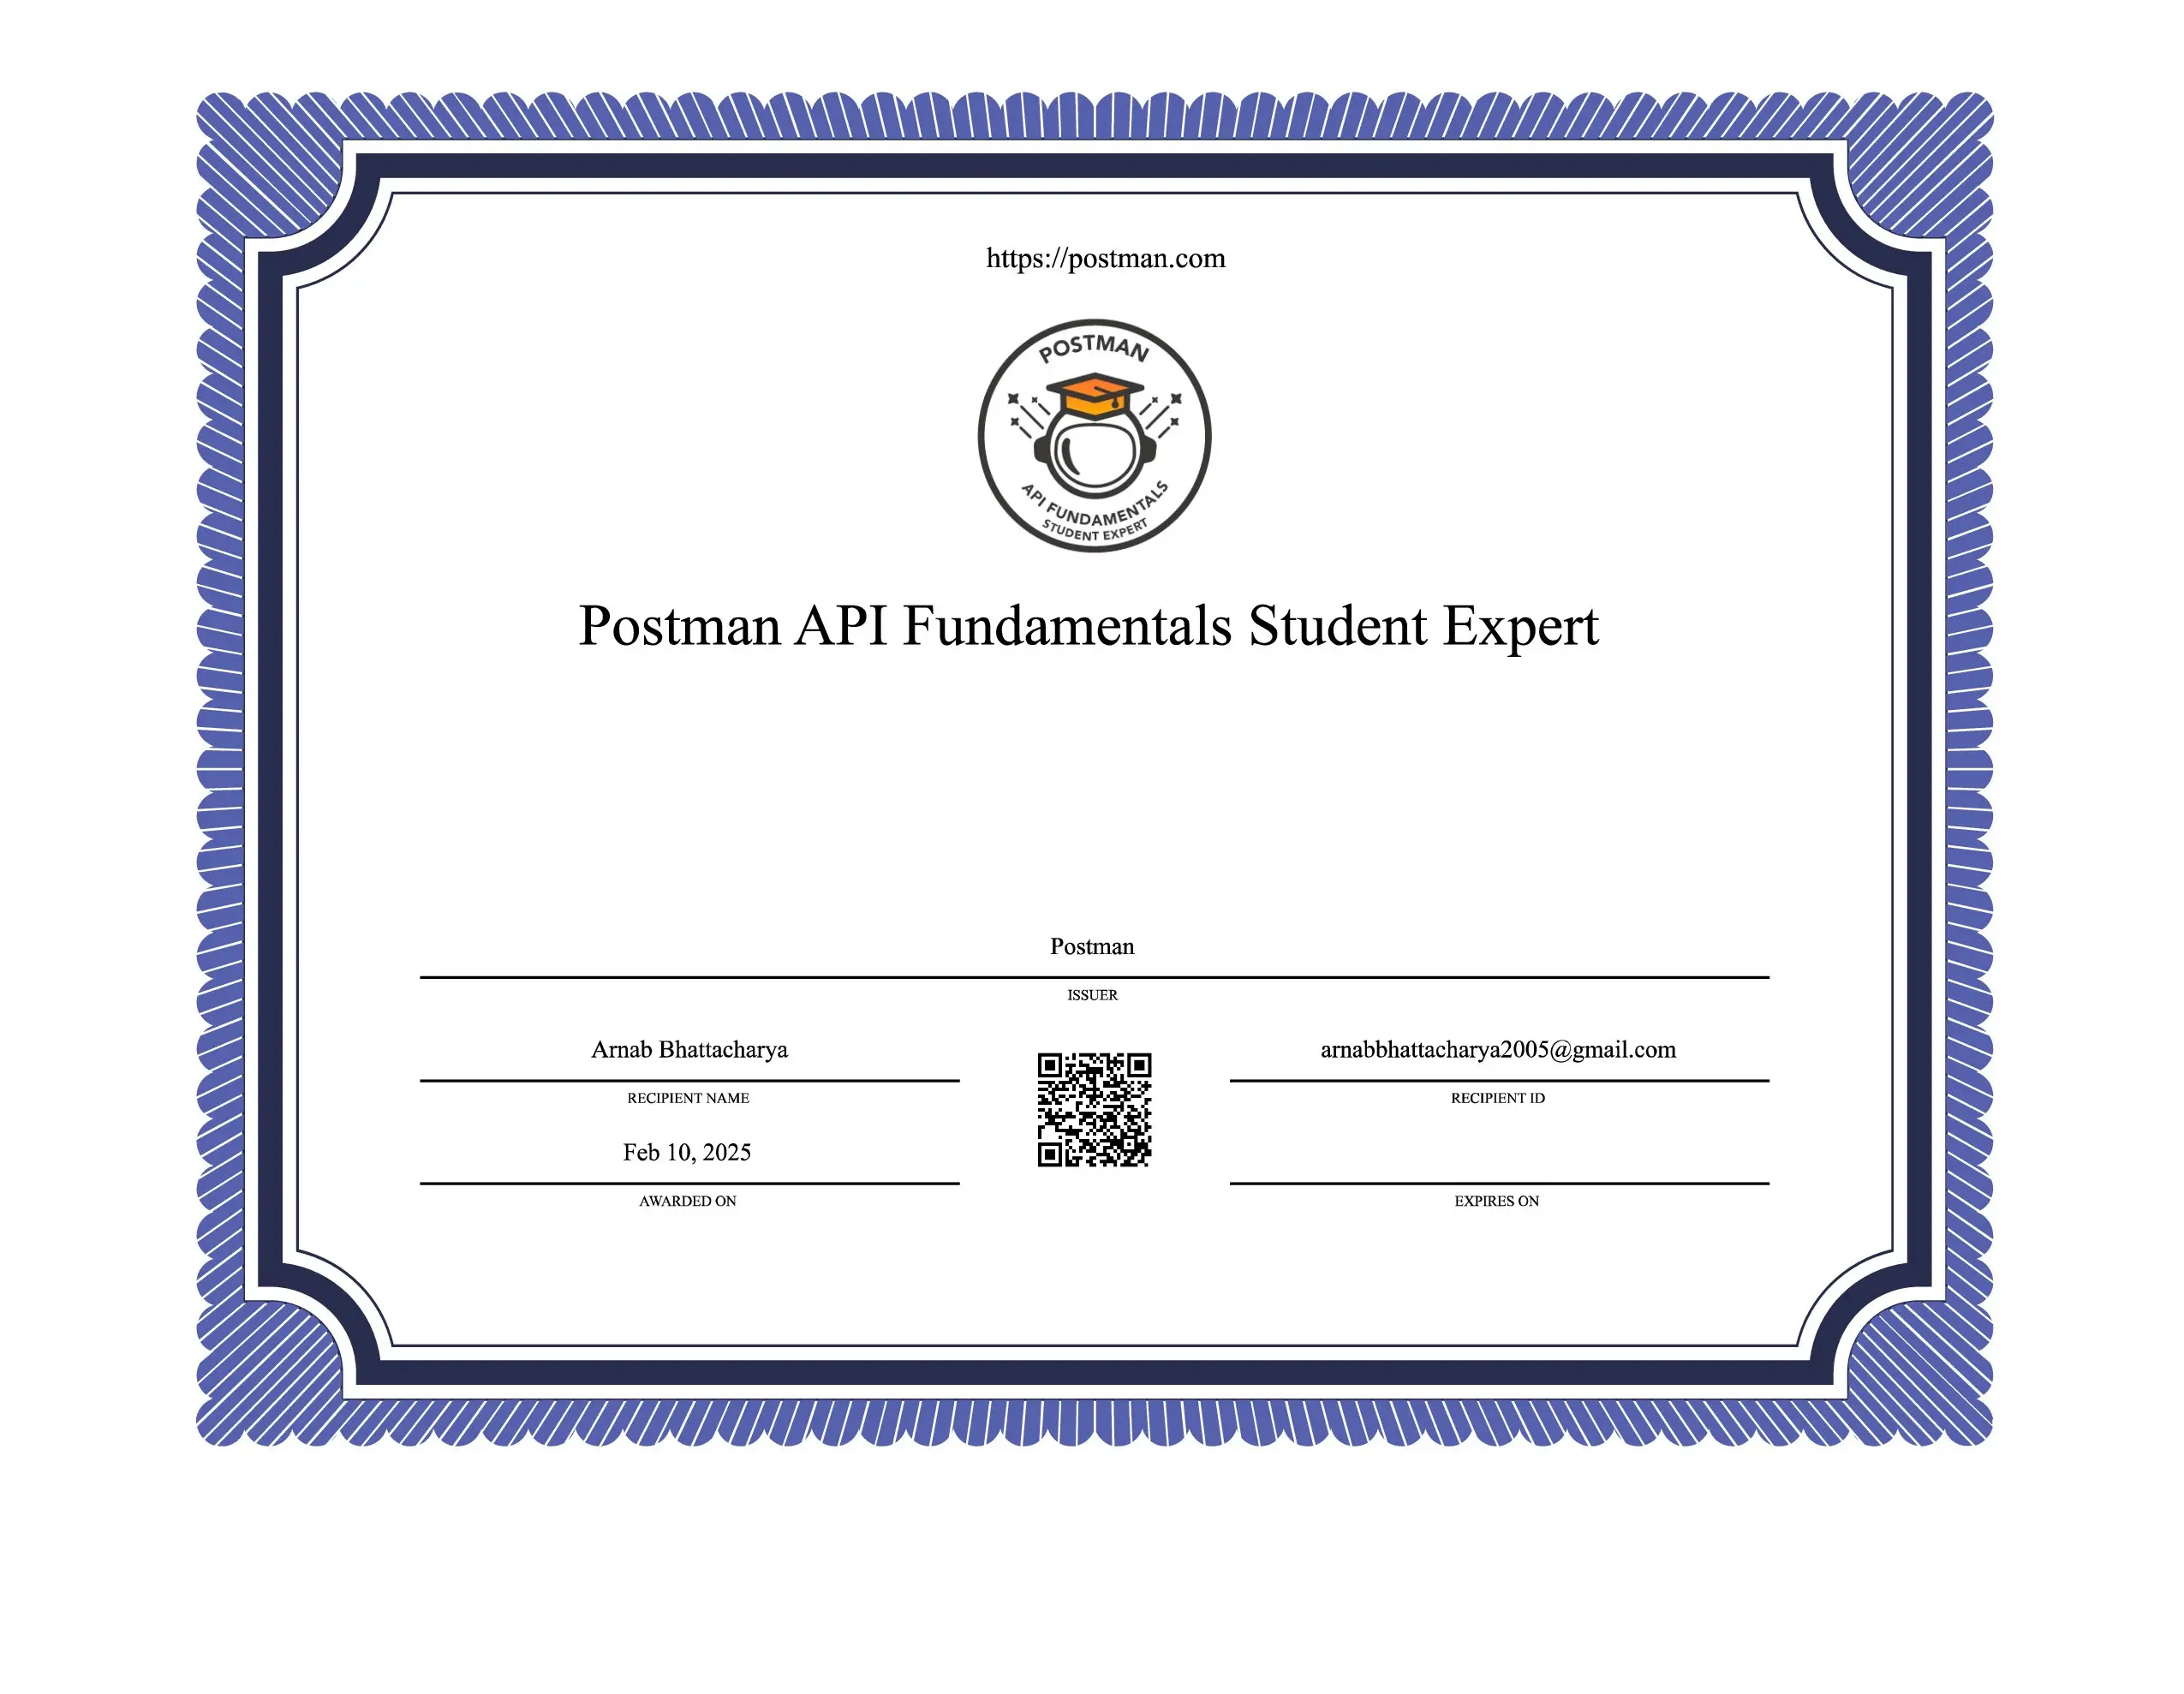 https://postman.com
POSTMAN
API FUNDAMENTALS
STUDENT EXPERT
Postman API Fundamentals Student Expert
Postman
ISSUER
Arnab Bhattacharya
RECIPIENT NAME
arnabbhattacharya2005@gmail.com
RECIPIENT ID
Feb 10, 2025
AWARDED ON
EXPIRES ON